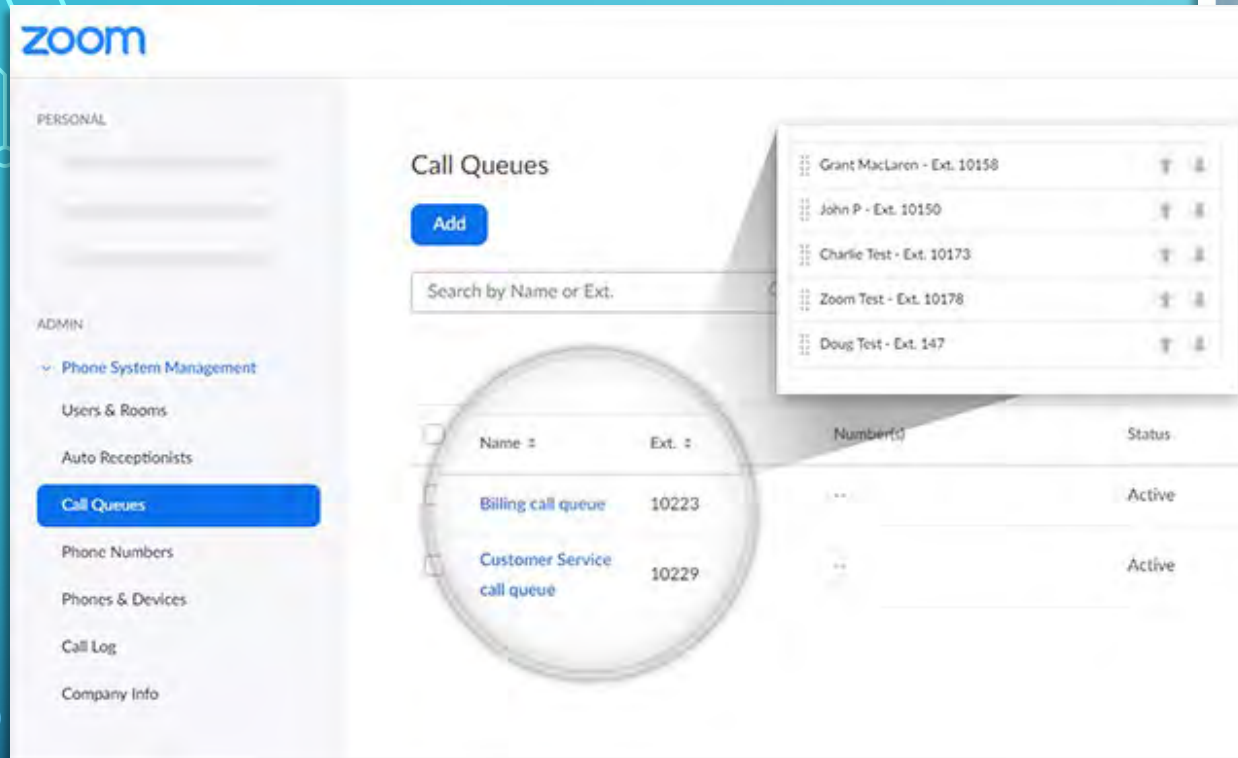 zoom
PERSONAL
ADMIN
Phone System Management
Users & Rooms
Auto Receptionists
Call Queues
Phone Numbers
Phones & Devices
Call Log
Company Info
Call Queues
Add
Search by Name or Ext.
Grant MacLaren - Ext. 10158
John P - Ext. 10150
Charlie Test - Ext. 10173
Zoom Test - Ext. 10178
Doug Test - Ext. 147
Name Ext. Number(s) Status
Billing call queue 10223 -- Active
Customer Service
call queue 10229 -- Active